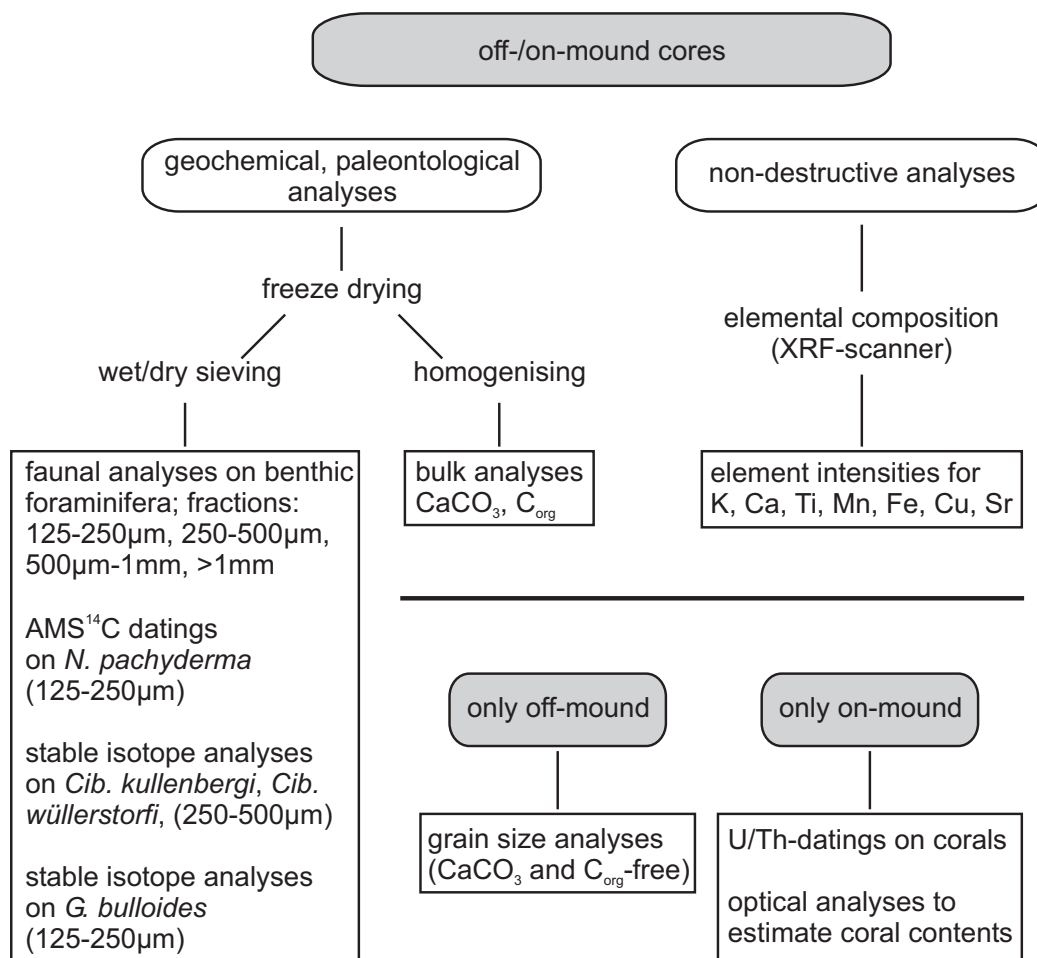 off-/on-mound cores
geochemical, paleontological
analyses
non-destructive analyses
freeze drying
elemental composition
(XRF-scanner)
wet/dry sieving
homogenising
faunal analyses on benthic
foraminifera; fractions:
125-250µm, 250-500µm,
500µm-1mm, >1mm
AMS¹⁴C datings
on N. pachyderma
(125-250µm)
stable isotope analyses
on Cib. kullenbergi, Cib.
wüllerstorfi, (250-500µm)
stable isotope analyses
on G. bulloides
(125-250µm)
bulk analyses
CaCO₃, Corg
element intensities for
K, Ca, Ti, Mn, Fe, Cu, Sr
only off-mound
only on-mound
grain size analyses
(CaCO₃ and Corg-free)
U/Th-datings on corals
optical analyses to
estimate coral contents